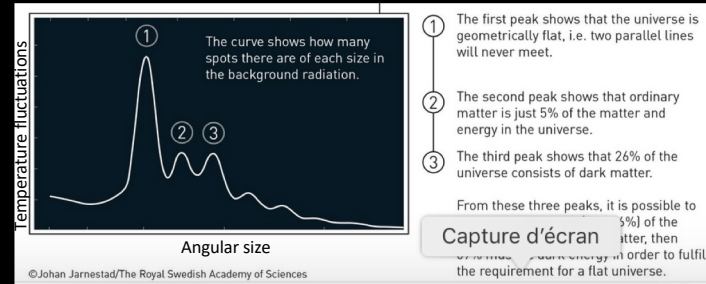 Temperature fluctuations
1
The curve shows how many
spots there are of each size in
the background radiation.
2
3
Angular size
©Johan Jarnestad/The Royal Swedish Academy of Sciences
1
The first peak shows that the universe is
geometrically flat, i.e. two parallel lines
will never meet.
2
The second peak shows that ordinary
matter is just 5% of the matter and
energy in the universe.
3
The third peak shows that 26% of the
universe consists of dark matter.
From these three peaks, it is possible to
6%] of the
atter, then
dark energy in order to fulfil
the requirement for a flat universe.
Capture d'écran